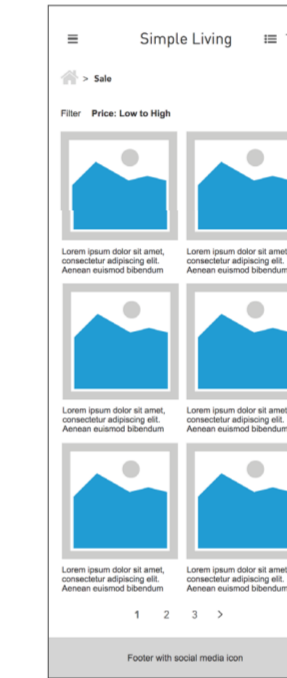 Simple Living
> Sale
Filter Price: Low to High
Lorem ipsum dolor sit amet,
consectetur adipiscing elit.
Aenean euismod bibendum
Lorem ipsum dolor sit amet
consectetur adipiscing elit.
Aenean euismod bibendum
Lorem ipsum dolor sit amet,
consectetur adipiscing elit.
Aenean euismod bibendum
Lorem ipsum dolor sit amet
consectetur adipiscing elit.
Aenean euismod bibendum
Lorem ipsum dolor sit amet,
consectetur adipiscing elit.
Aenean euismod bibendum
Lorem ipsum dolor sit amet
consectetur adipiscing elit.
Aenean euismod bibendum
1 2 3 >
Footer with social media icon